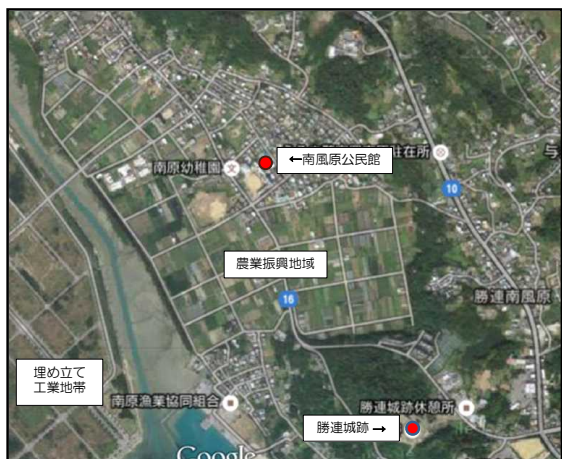 ←南風原公民館
駐在所
与
南原幼稚園
文
10
農業振興地域
16
勝連南風原
埋め立て
工業地帯
南原漁業協同組合
勝連城跡休憩所
勝連城跡 →
Google